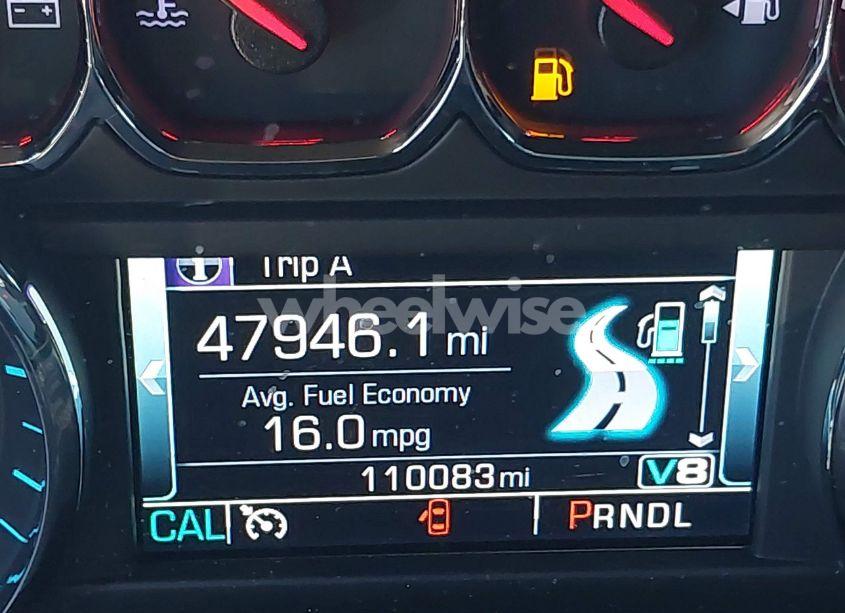 Trip A
wheelwise
47946.1 mi
Avg. Fuel Economy
16.0 mpg
110083 mi
V8
CAL
PRNDL